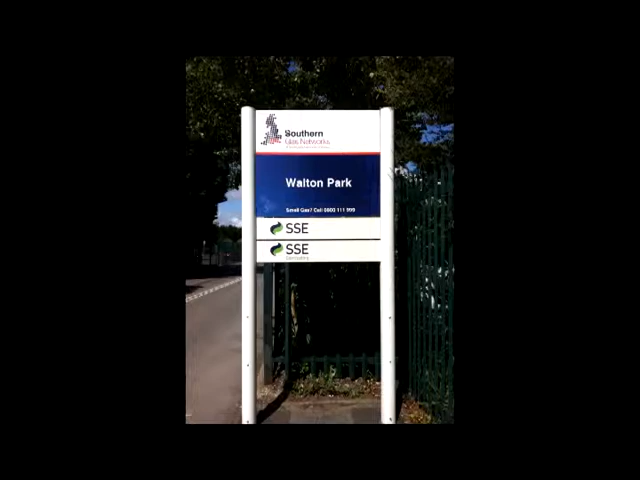 Southern
Gas Networks
Walton Park
Smell Gas? Call 0800 111 999
SSE
SSE